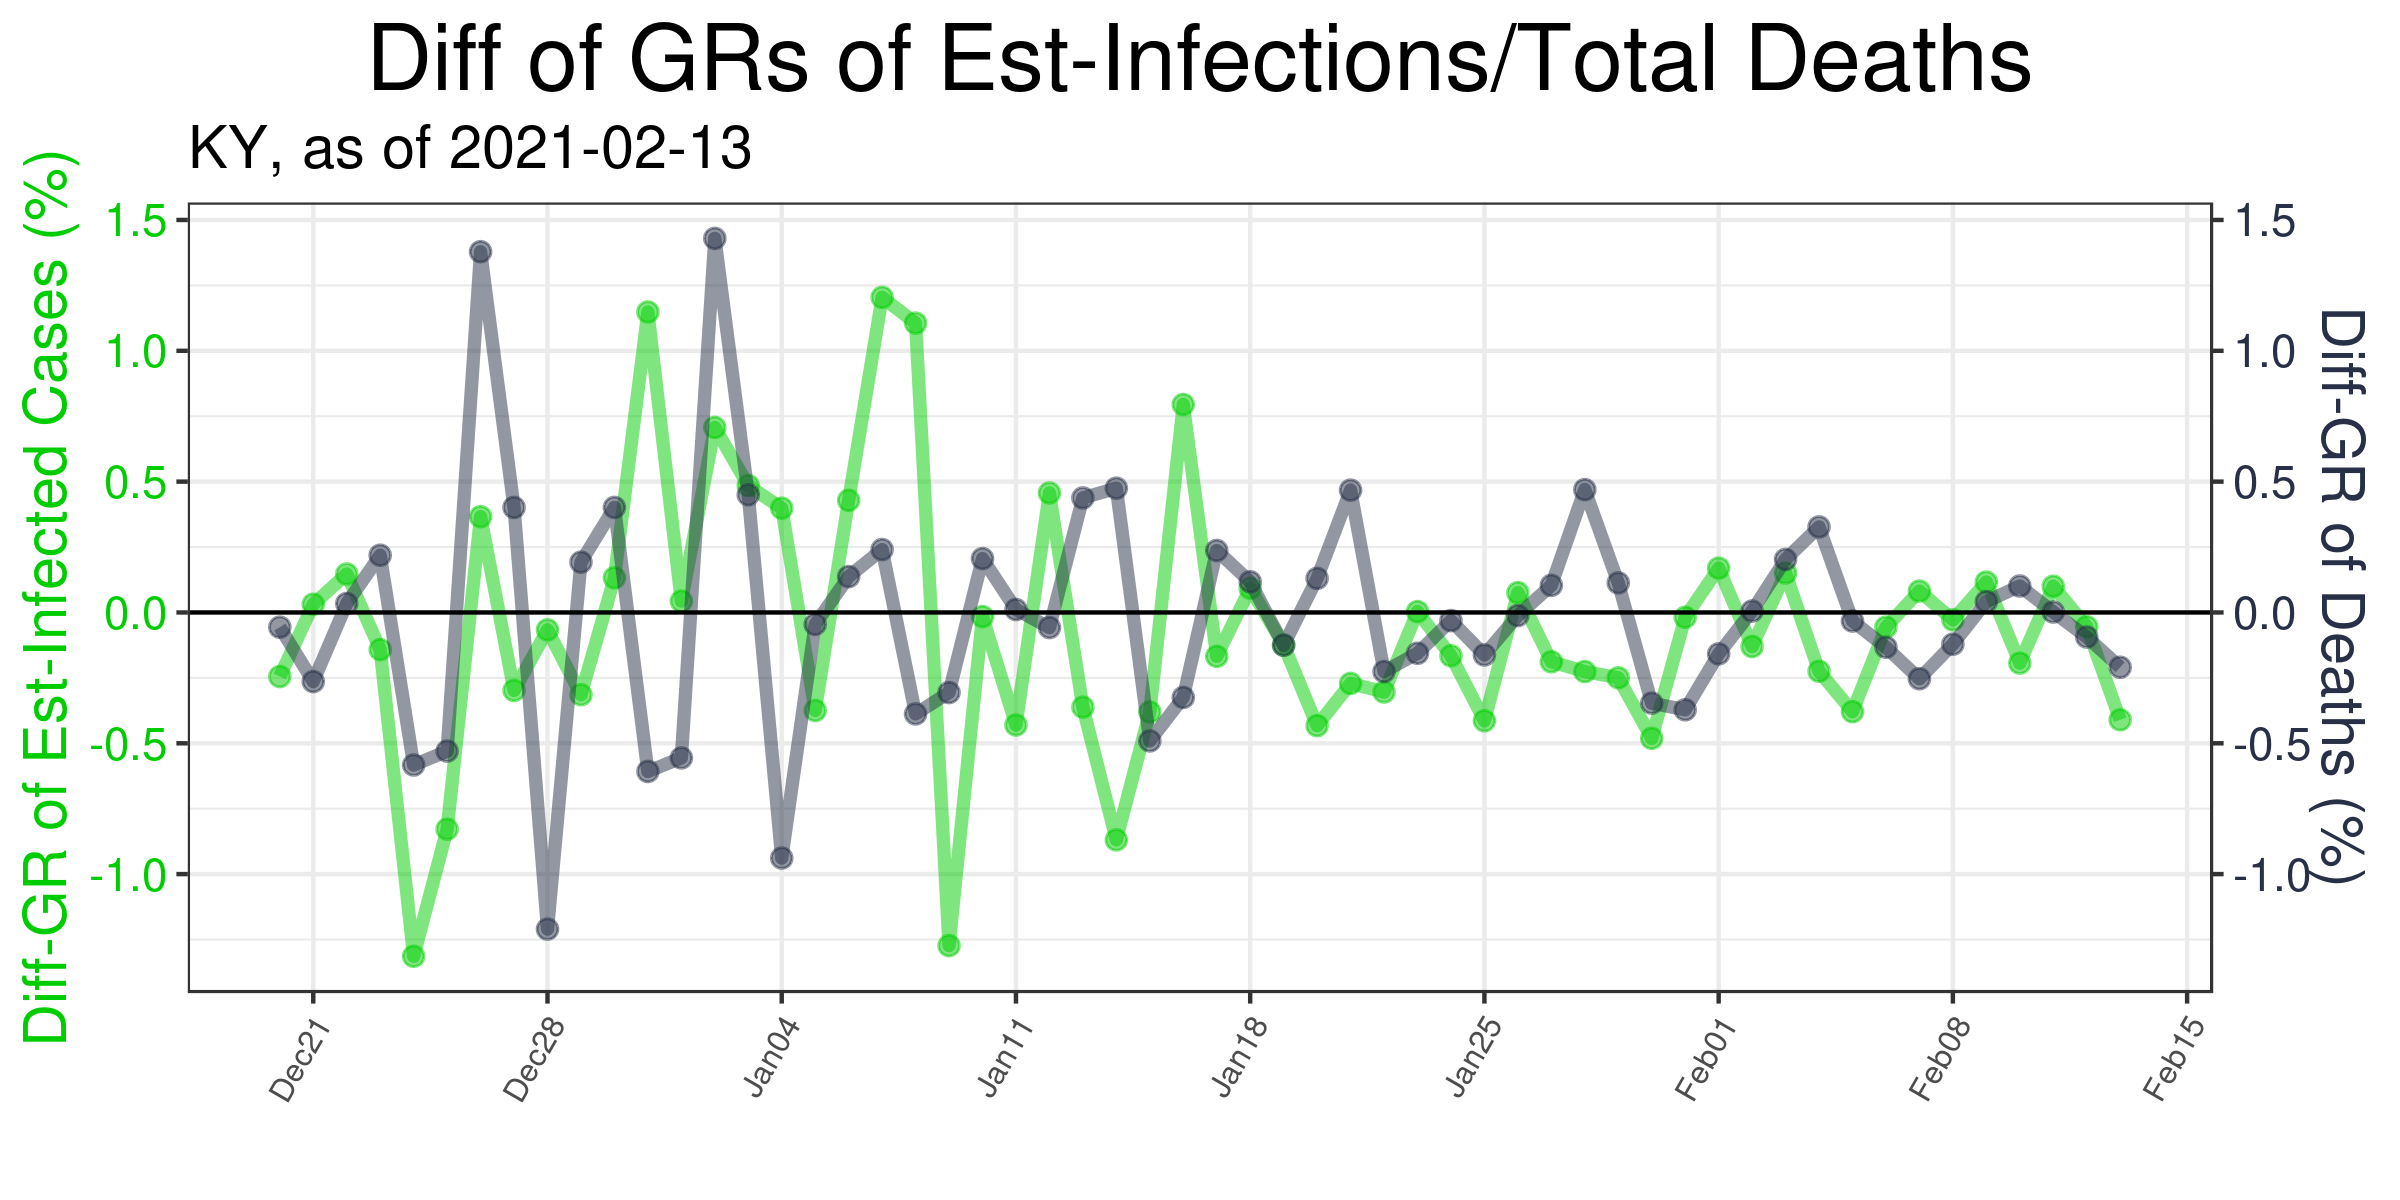 Diff of GRs of Est-Infections/Total Deaths
KY, as of 2021-02-13
Diff-GR of Est-Infected Cases (%)
1.5
1.0
0.5
0.0
-0.5
-1.0
1.5
1.0
0.5
0.0
-0.5
-1.0
Diff-GR of Deaths (%)
Dec21
Dec28
Jan04
Jan11
Jan18
Jan25
Feb01
Feb08
Feb15